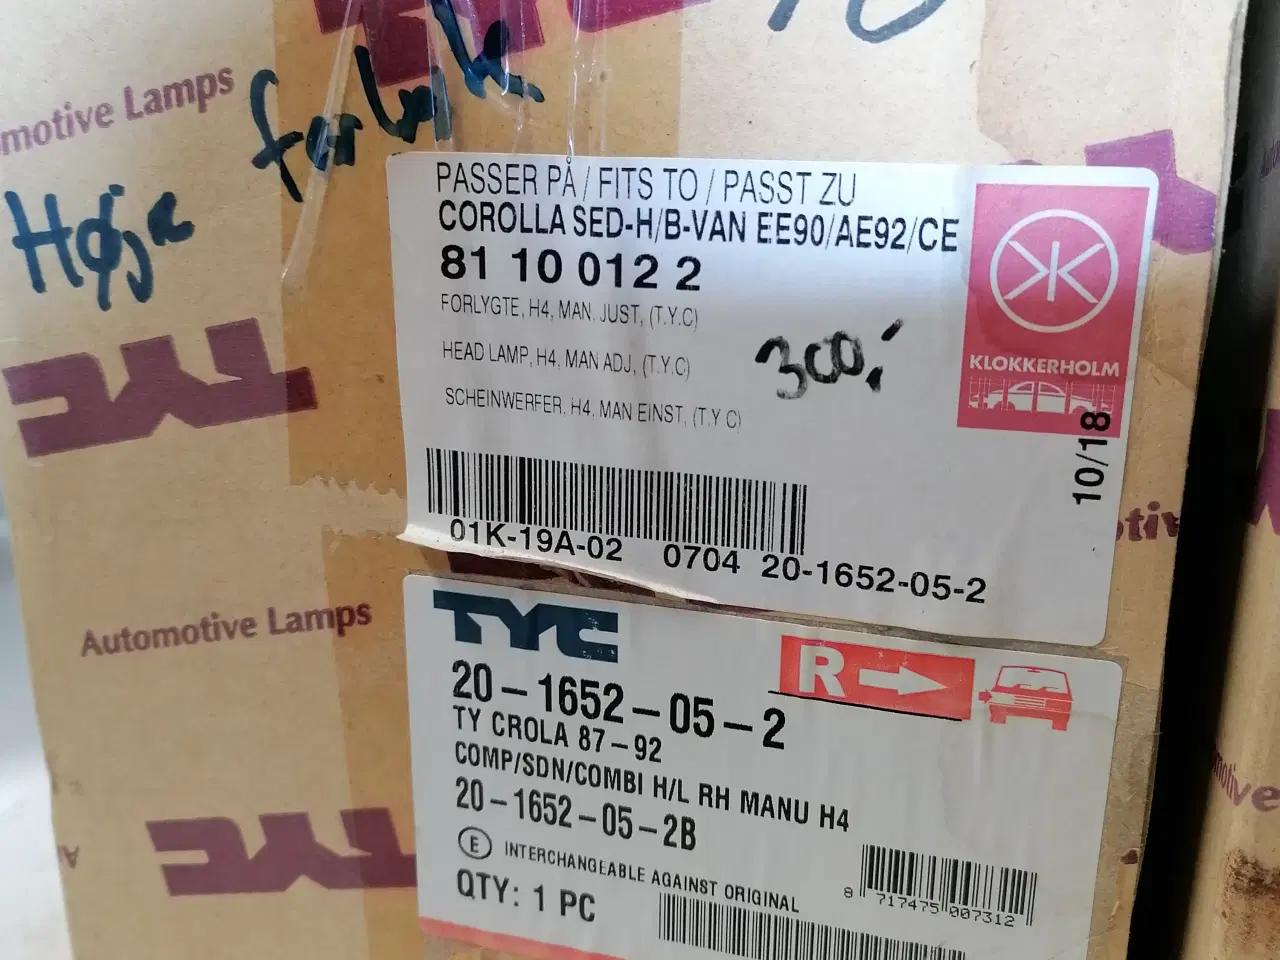 motive Lamps
Højre forlygte
TYC
PASSER PÅ / FITS TO / PASST ZU
COROLLA SED-H/B-VAN EE90/AE92/CE
81 10 012 2
FORLYGTE, H4, MAN. JUST, (T.Y.C)
HEAD LAMP, H4, MAN ADJ, (T.Y.C)
SCHEINWERFER, H4, MAN EINST, (T.Y.C)
300,-
KLOKKERHOLM
10/18
01K-19A-02 0704 20-1652-05-2
Automotive Lamps
TYC
R
20-1652-05-2
TY CROLA 87-92
COMP/SDN/COMBI H/L RH MANU H4
20-1652-05-2B
E INTERCHANGEABLE AGAINST ORIGINAL
QTY: 1 PC
8 717475 007312
TYC